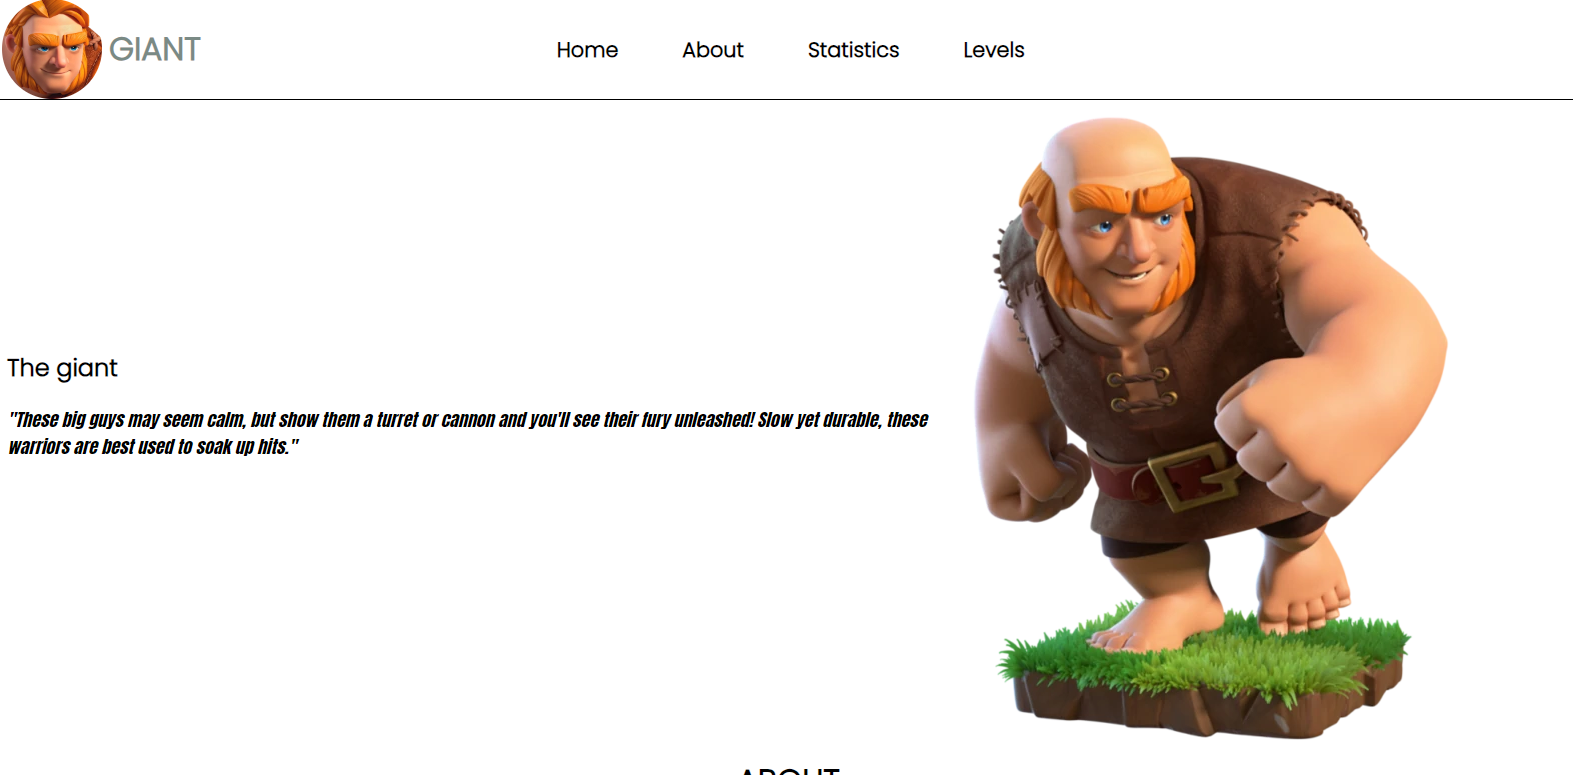 GIANT
Home
About
Statistics
Levels
The giant
"These big guys may seem calm, but show them a turret or cannon and you'll see their fury unleashed! Slow yet durable, these
warriors are best used to soak up hits."
ABOUT